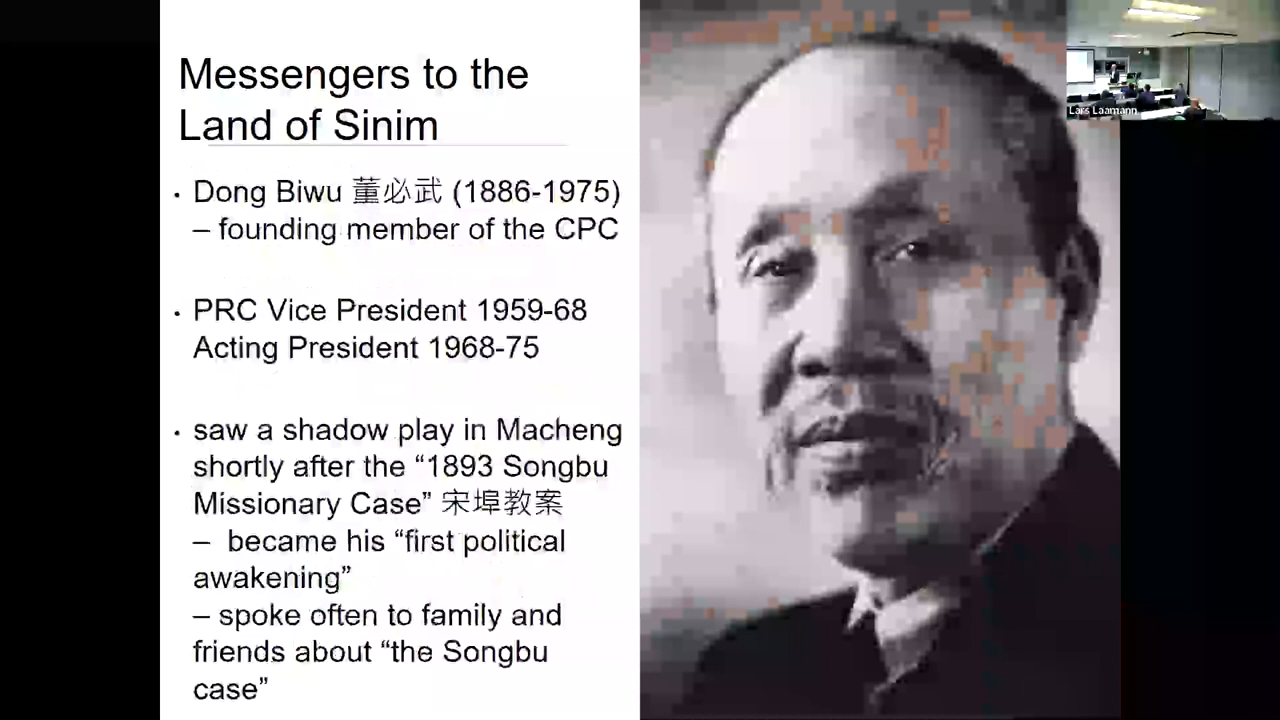 Messengers to the
Land of Sinim
• Dong Biwu 董必武 (1886-1975)
– founding member of the CPC
• PRC Vice President 1959-68
Acting President 1968-75
• saw a shadow play in Macheng
shortly after the “1893 Songbu
Missionary Case” 宋埠教案
– became his “first political
awakening”
– spoke often to family and
friends about “the Songbu
case”
Lars Laamann